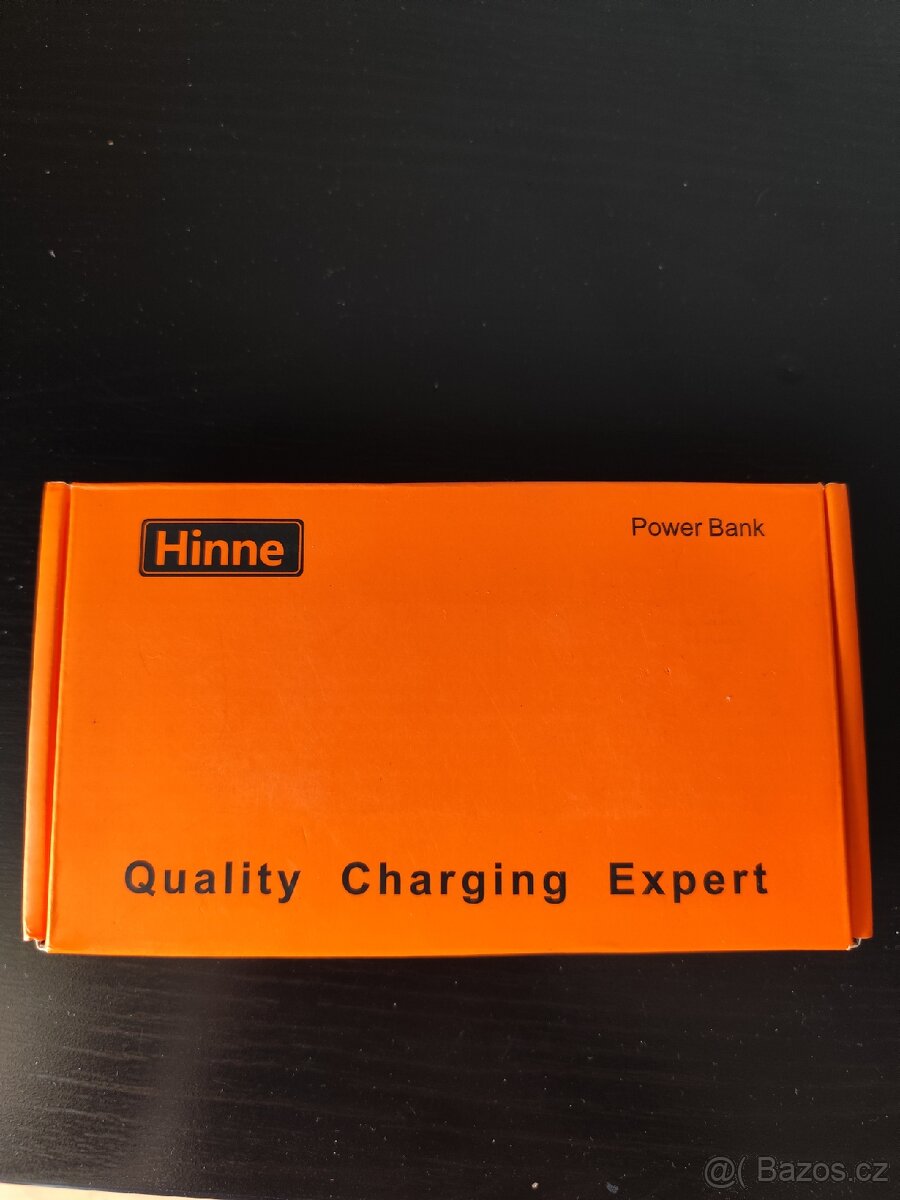 Hinne
Power Bank
Quality Charging Expert
@( Bazos.cz